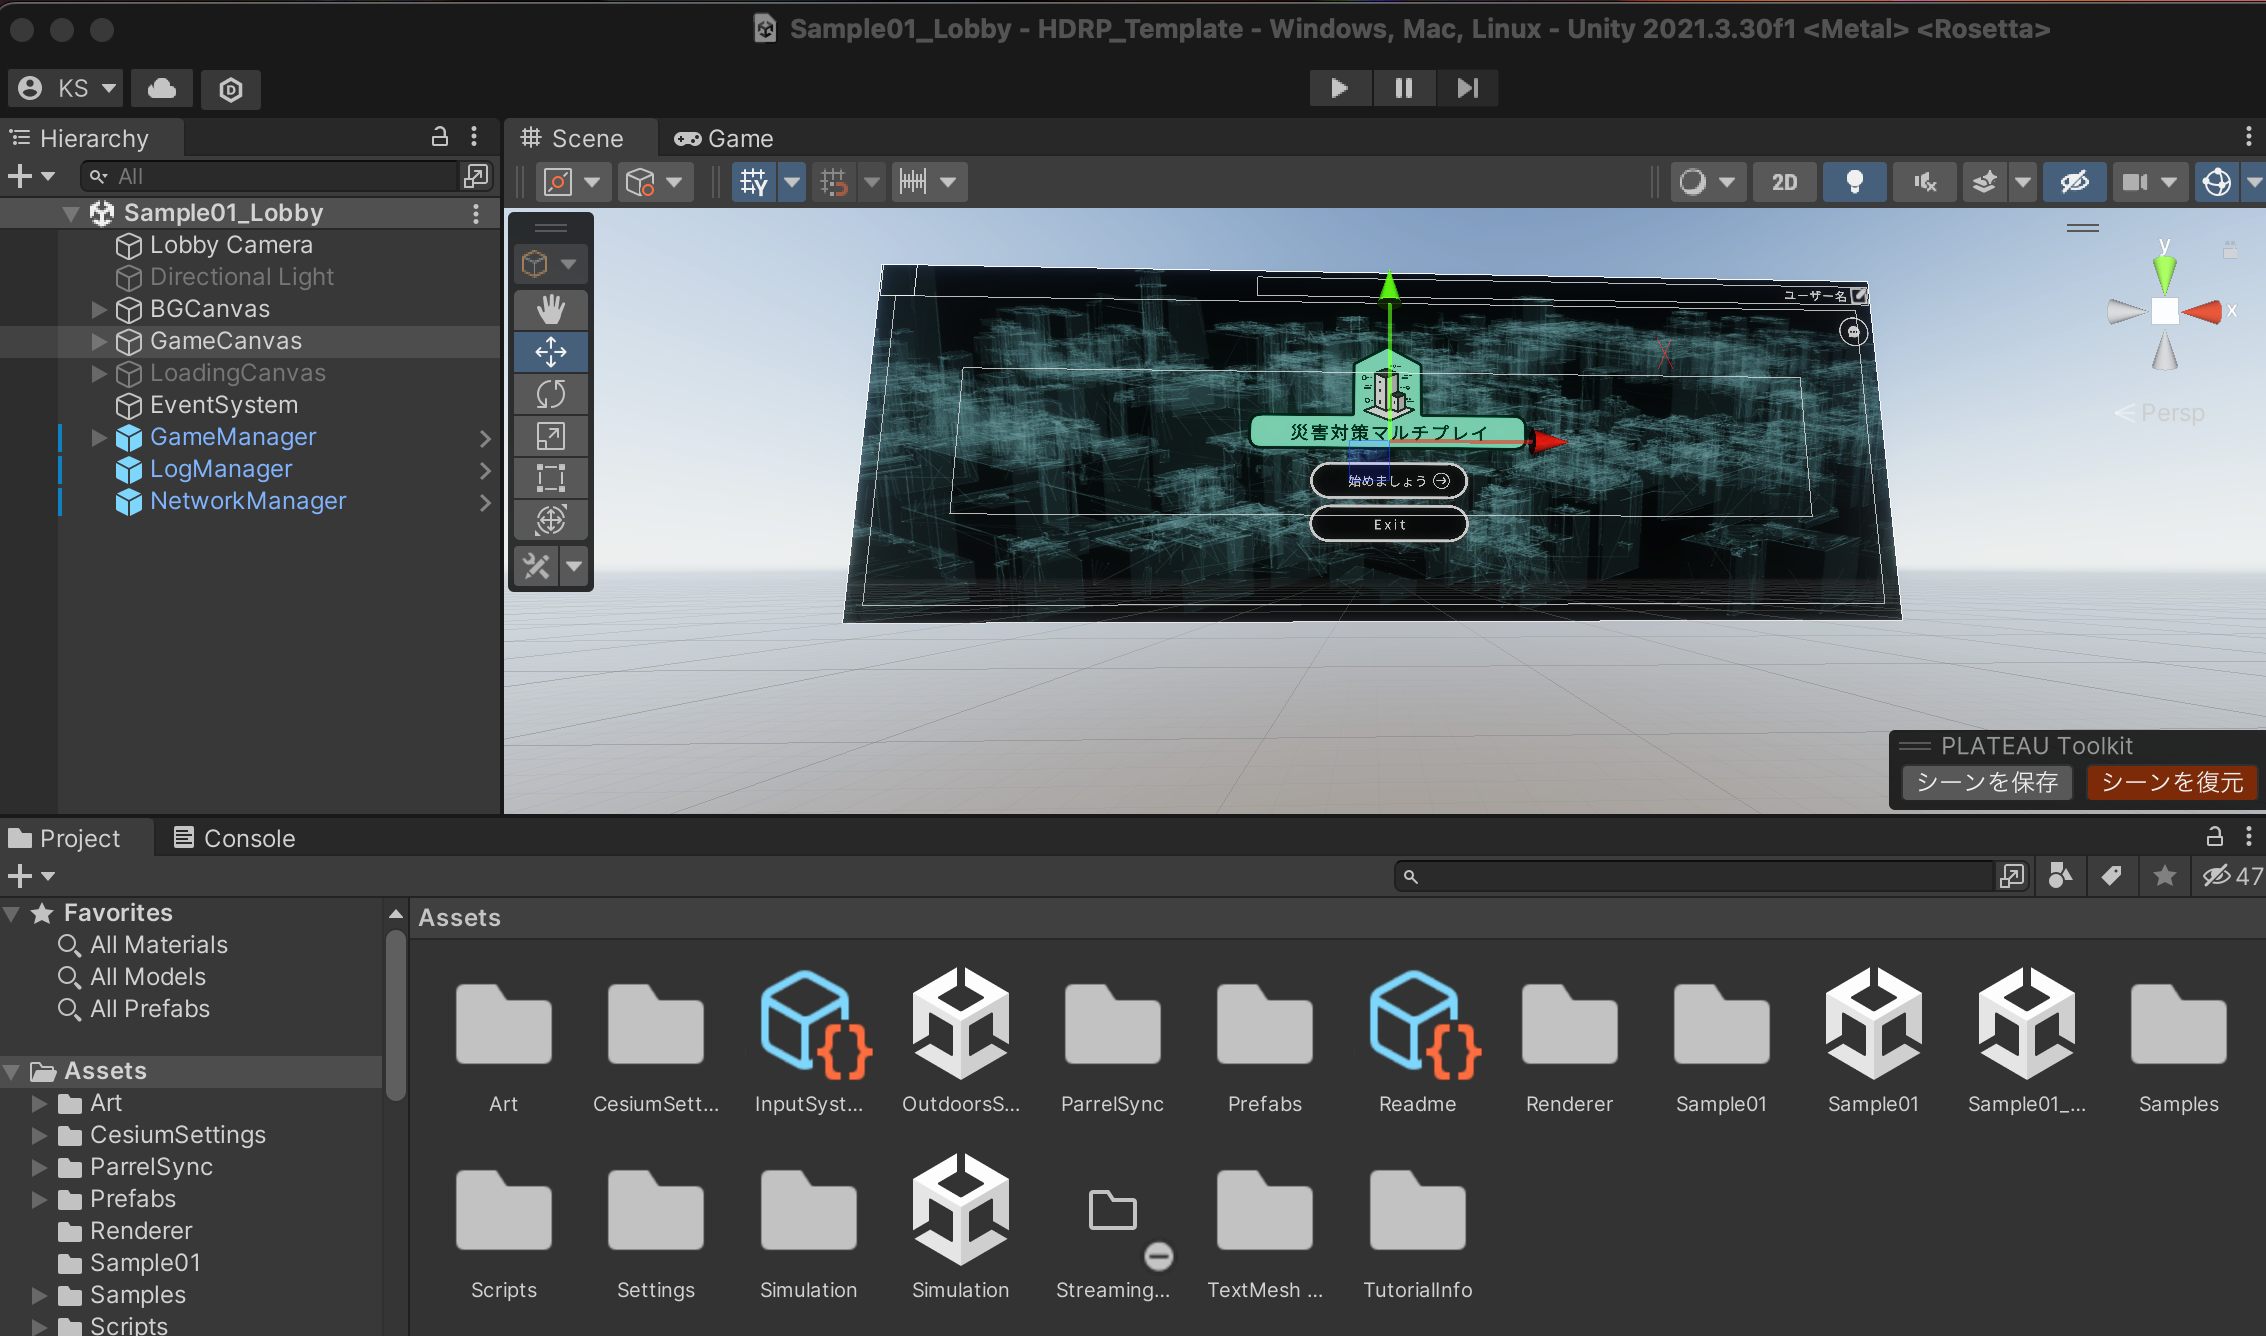 Sample01_Lobby - HDRP_Template - Windows, Mac, Linux - Unity 2021.3.30f1 <Metal> <Rosetta>
KS
Hierarchy
All
Sample01_Lobby
Lobby Camera
Directional Light
BGCanvas
GameCanvas
LoadingCanvas
EventSystem
GameManager
LogManager
NetworkManager
Scene
Game
2D
ユーザー名
災害対策マルチプレイ
始めましょう
Exit
y
x
Persp
PLATEAU Toolkit
シーンを保存
シーンを復元
Project
Console
47
Favorites
All Materials
All Models
All Prefabs
Assets
Art
CesiumSettings
ParrelSync
Prefabs
Renderer
Sample01
Samples
Scripts
Assets
Art
CesiumSett...
InputSyst...
OutdoorsS...
ParrelSync
Prefabs
Readme
Renderer
Sample01
Sample01
Sample01_...
Samples
Scripts
Settings
Simulation
Simulation
Streaming...
TextMesh ...
TutorialInfo